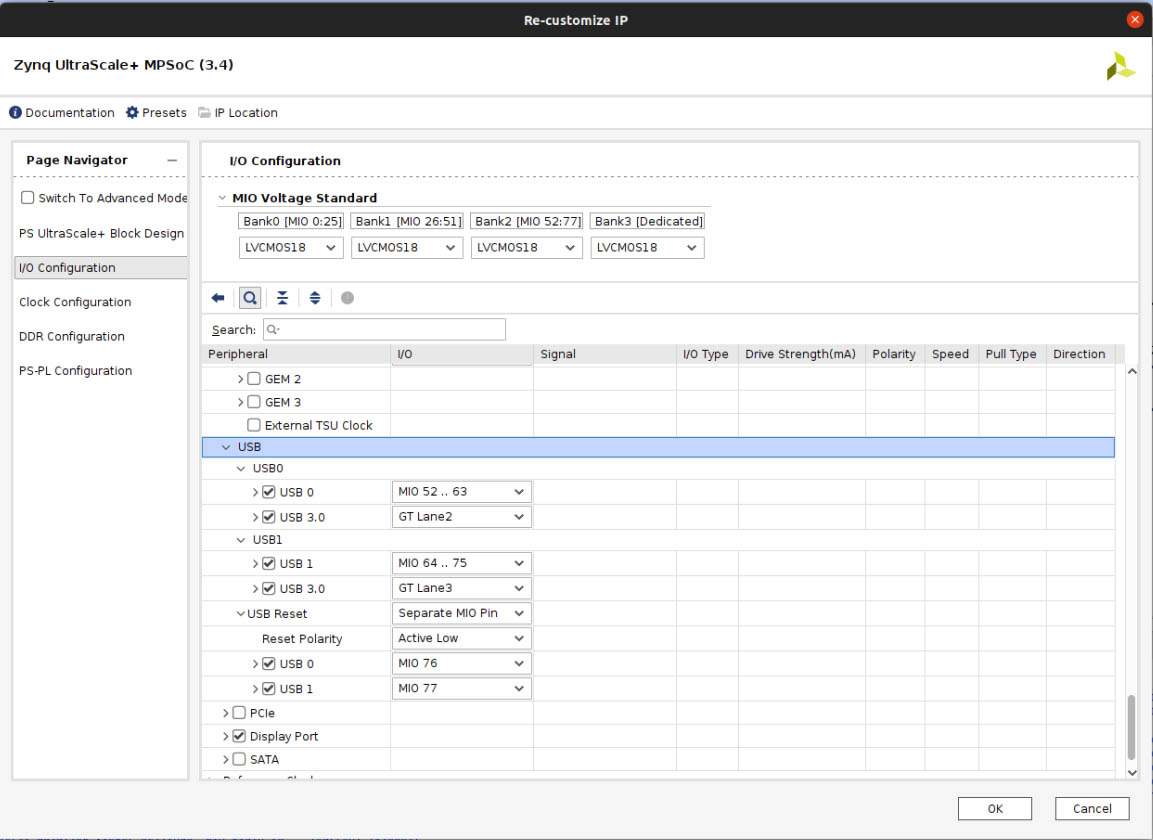 Re-customize IP
Zynq UltraScale+ MPSoC (3.4)
Documentation Presets IP Location
Page Navigator
Switch To Advanced Mode
PS UltraScale+ Block Design
I/O Configuration
Clock Configuration
DDR Configuration
PS-PL Configuration
I/O Configuration
MIO Voltage Standard
Bank0 [MIO 0:25] Bank1 [MIO 26:51] Bank2 [MIO 52:77] Bank3 [Dedicated]
LVCMOS18 LVCMOS18 LVCMOS18 LVCMOS18
Search:
Peripheral I/O Signal I/O Type Drive Strength(mA) Polarity Speed Pull Type Direction
GEM 2
GEM 3
External TSU Clock
USB
USB0
USB 0 MIO 52 .. 63
USB 3.0 GT Lane2
USB1
USB 1 MIO 64 .. 75
USB 3.0 GT Lane3
USB Reset Separate MIO Pin
Reset Polarity Active Low
USB 0 MIO 76
USB 1 MIO 77
PCIe
Display Port
SATA
OK Cancel